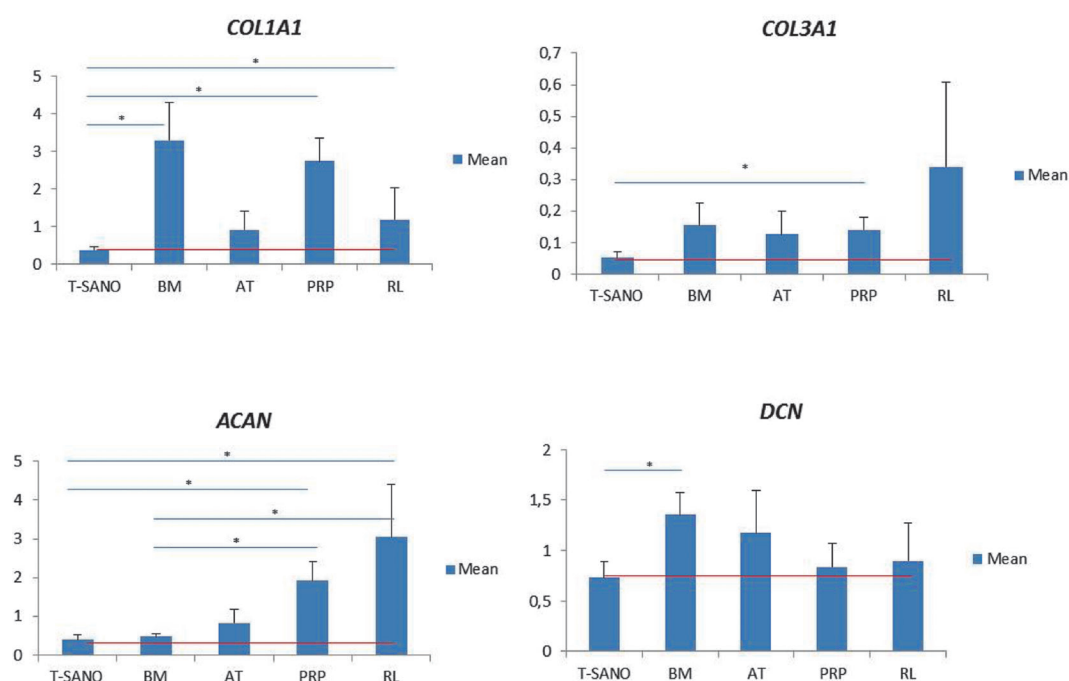 COL1A1
*
*
*
5
4
3
2
1
0
T-SANO BM AT PRP RL
Mean
COL3A1
0,7
0,6
0,5
0,4
0,3
0,2
0,1
0
*
T-SANO BM AT PRP RL
Mean
ACAN
*
*
*
*
5
4
3
2
1
0
T-SANO BM AT PRP RL
Mean
DCN
2
1,5
1
0,5
0
*
T-SANO BM AT PRP RL
Mean